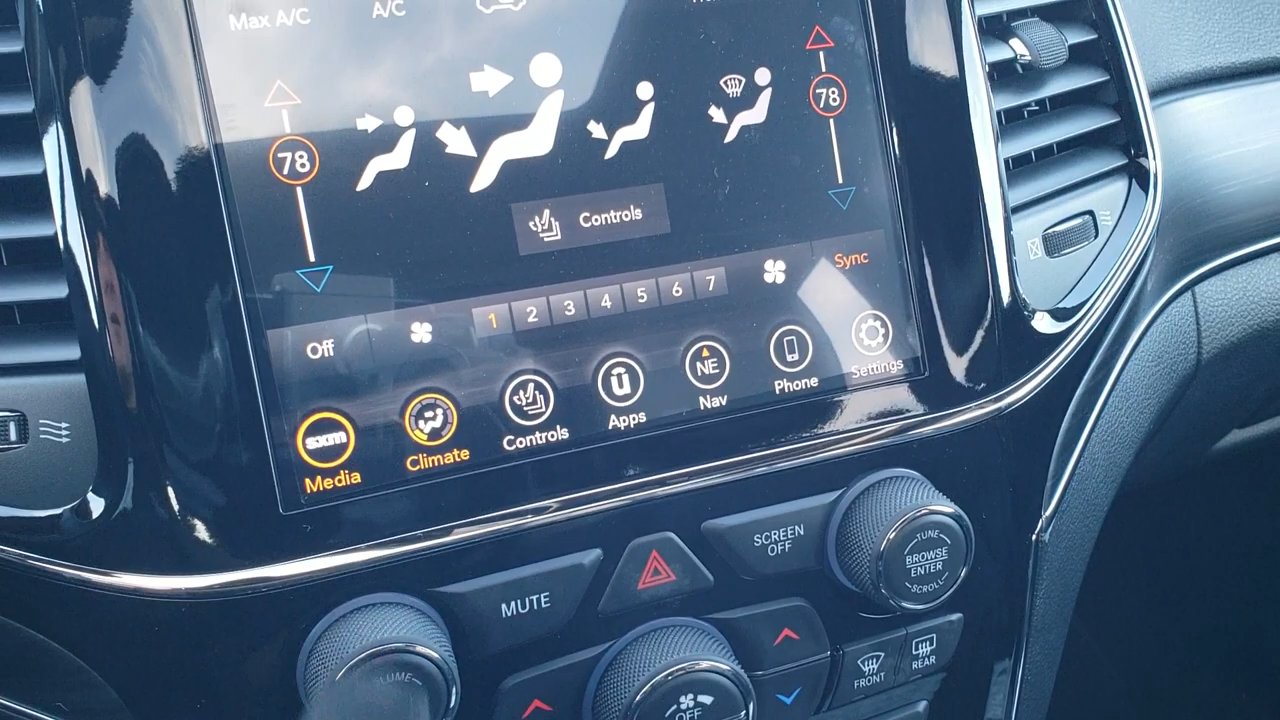 Max A/C
A/C
78
78
Controls
Sync
1 2 3 4 5 6 7
Off
NE
Settings
Phone
Nav
Apps
Controls
Climate
sxm
Media
SCREEN
OFF
TUNE
BROWSE
ENTER
SCROLL
MUTE
FRONT
REAR
OFF